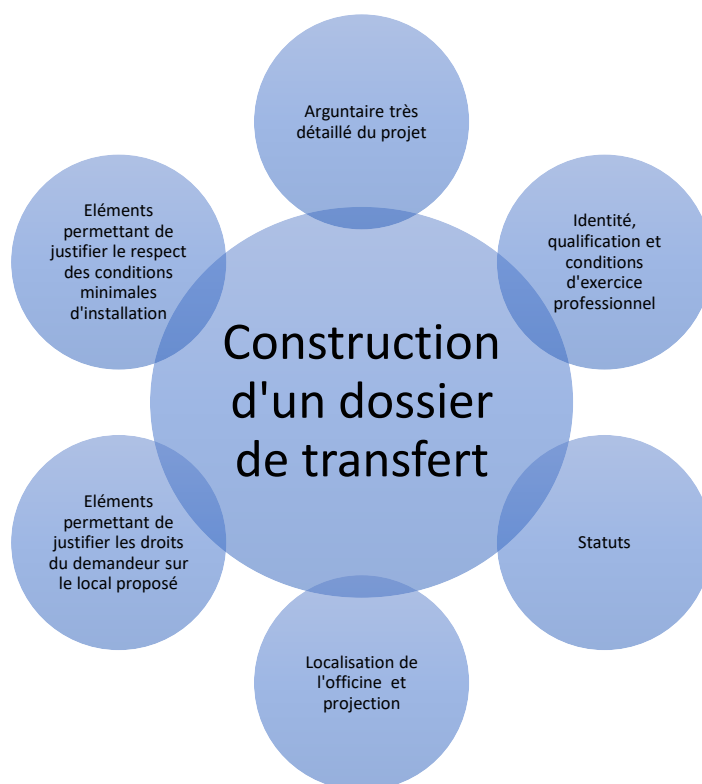 Arguntaire très
détaillé du projet
Identité,
qualification et
conditions
d'exercice
professionnel
Statuts
Localisation de
l'officine et
projection
Eléments
permettant de
justifier les droits
du demandeur sur
le local proposé
Eléments
permettant de
justifier le respect
des conditions
minimales
d'installation
Construction
d'un dossier
de transfert